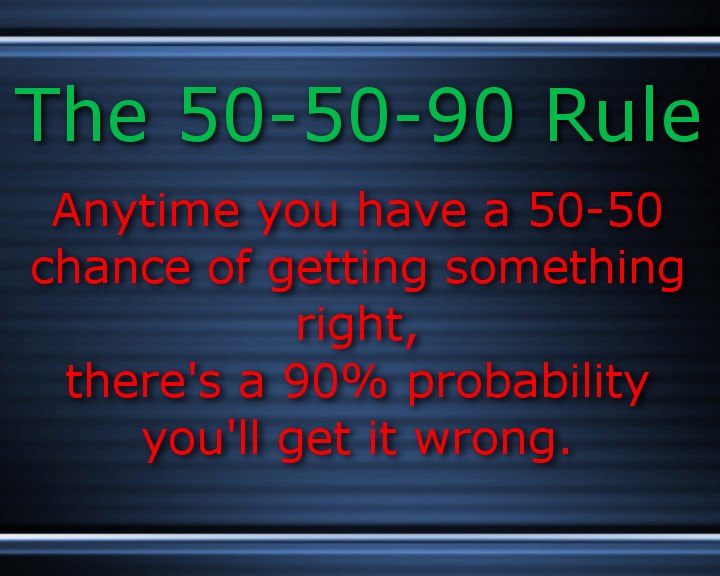 The 50-50-90 Rule
Anytime you have a 50-50
chance of getting something
right,
there's a 90% probability
you'll get it wrong.